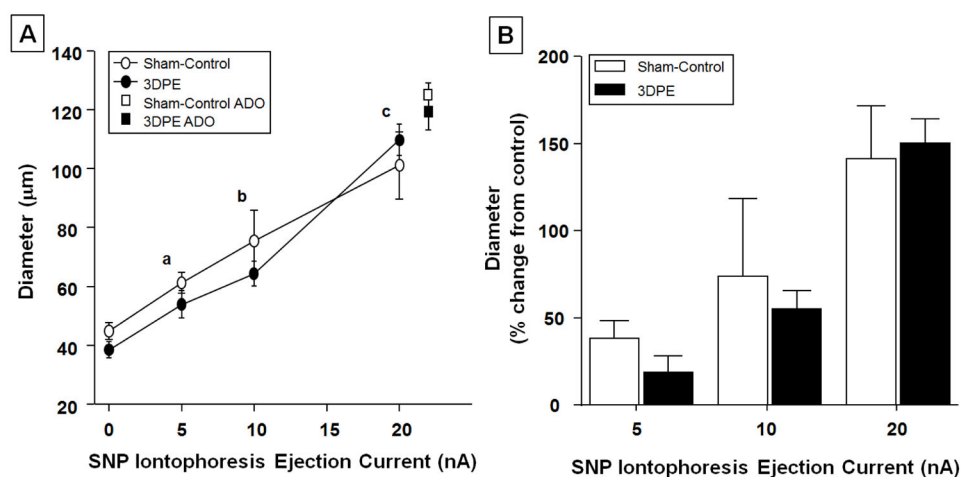 A
140
120
100
80
60
40
20
Diameter (μm)
Sham-Control
3DPE
Sham-Control ADO
3DPE ADO
a
b
c
0 5 10 20
SNP Iontophoresis Ejection Current (nA)
B
200
150
100
50
0
Diameter
(% change from control)
Sham-Control
3DPE
5 10 20
SNP Iontophoresis Ejection Current (nA)